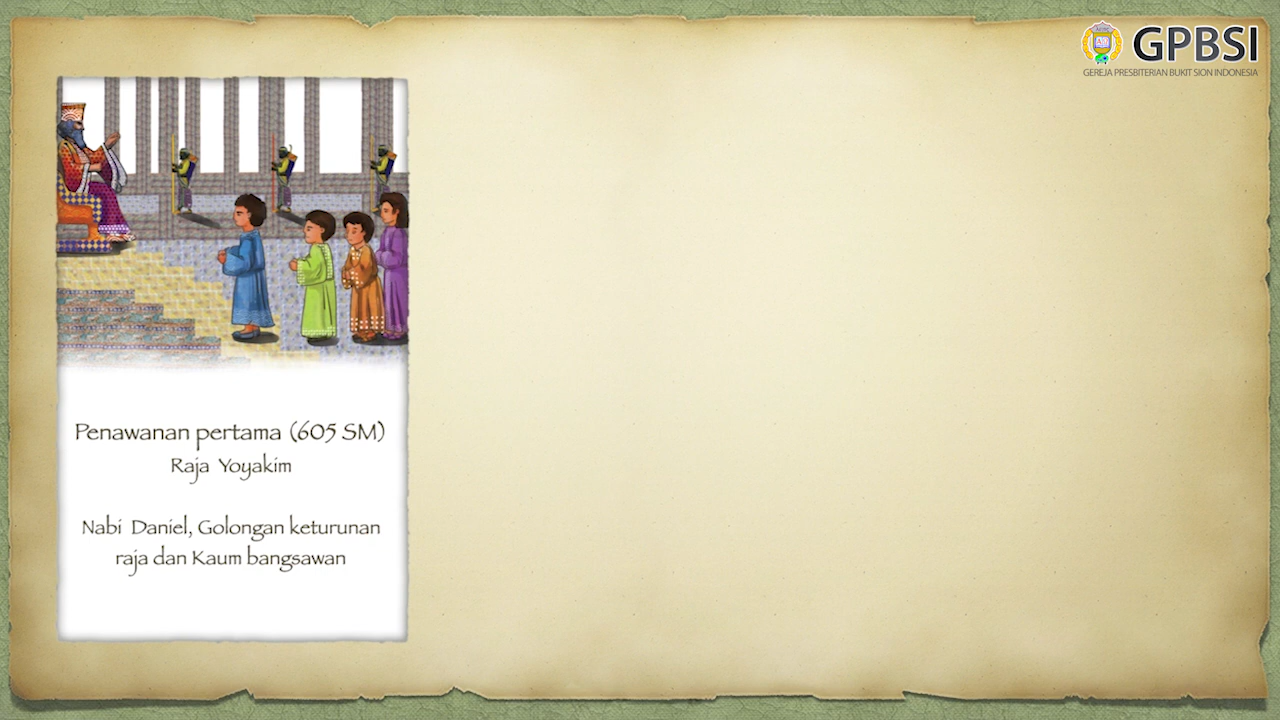 GPBSI
GEREJA PRESBITERIAN BUKIT SION INDONESIA
Penawanan pertama (605 SM)
Raja Yoyakim
Nabi Daniel, Golongan keturunan
raja dan Kaum bangsawan